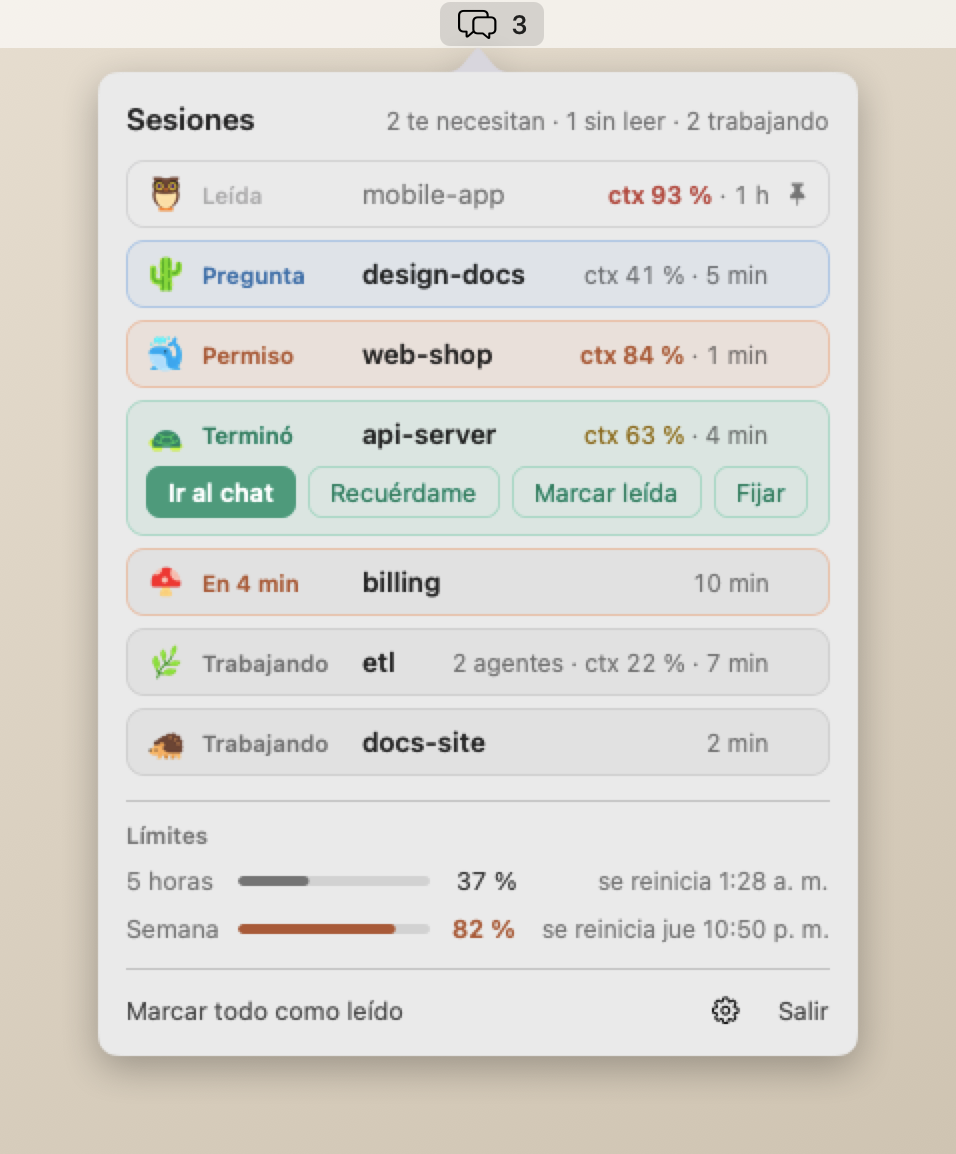 3
Sesiones 2 te necesitan · 1 sin leer · 2 trabajando
Leída mobile-app ctx 93 % · 1 h
Pregunta design-docs ctx 41 % · 5 min
Permiso web-shop ctx 84 % · 1 min
Terminó api-server ctx 63 % · 4 min
Ir al chat Recuérdame Marcar leída Fijar
En 4 min billing 10 min
Trabajando etl 2 agentes · ctx 22 % · 7 min
Trabajando docs-site 2 min
Límites
5 horas 37 % se reinicia 1:28 a. m.
Semana 82 % se reinicia jue 10:50 p. m.
Marcar todo como leído Salir